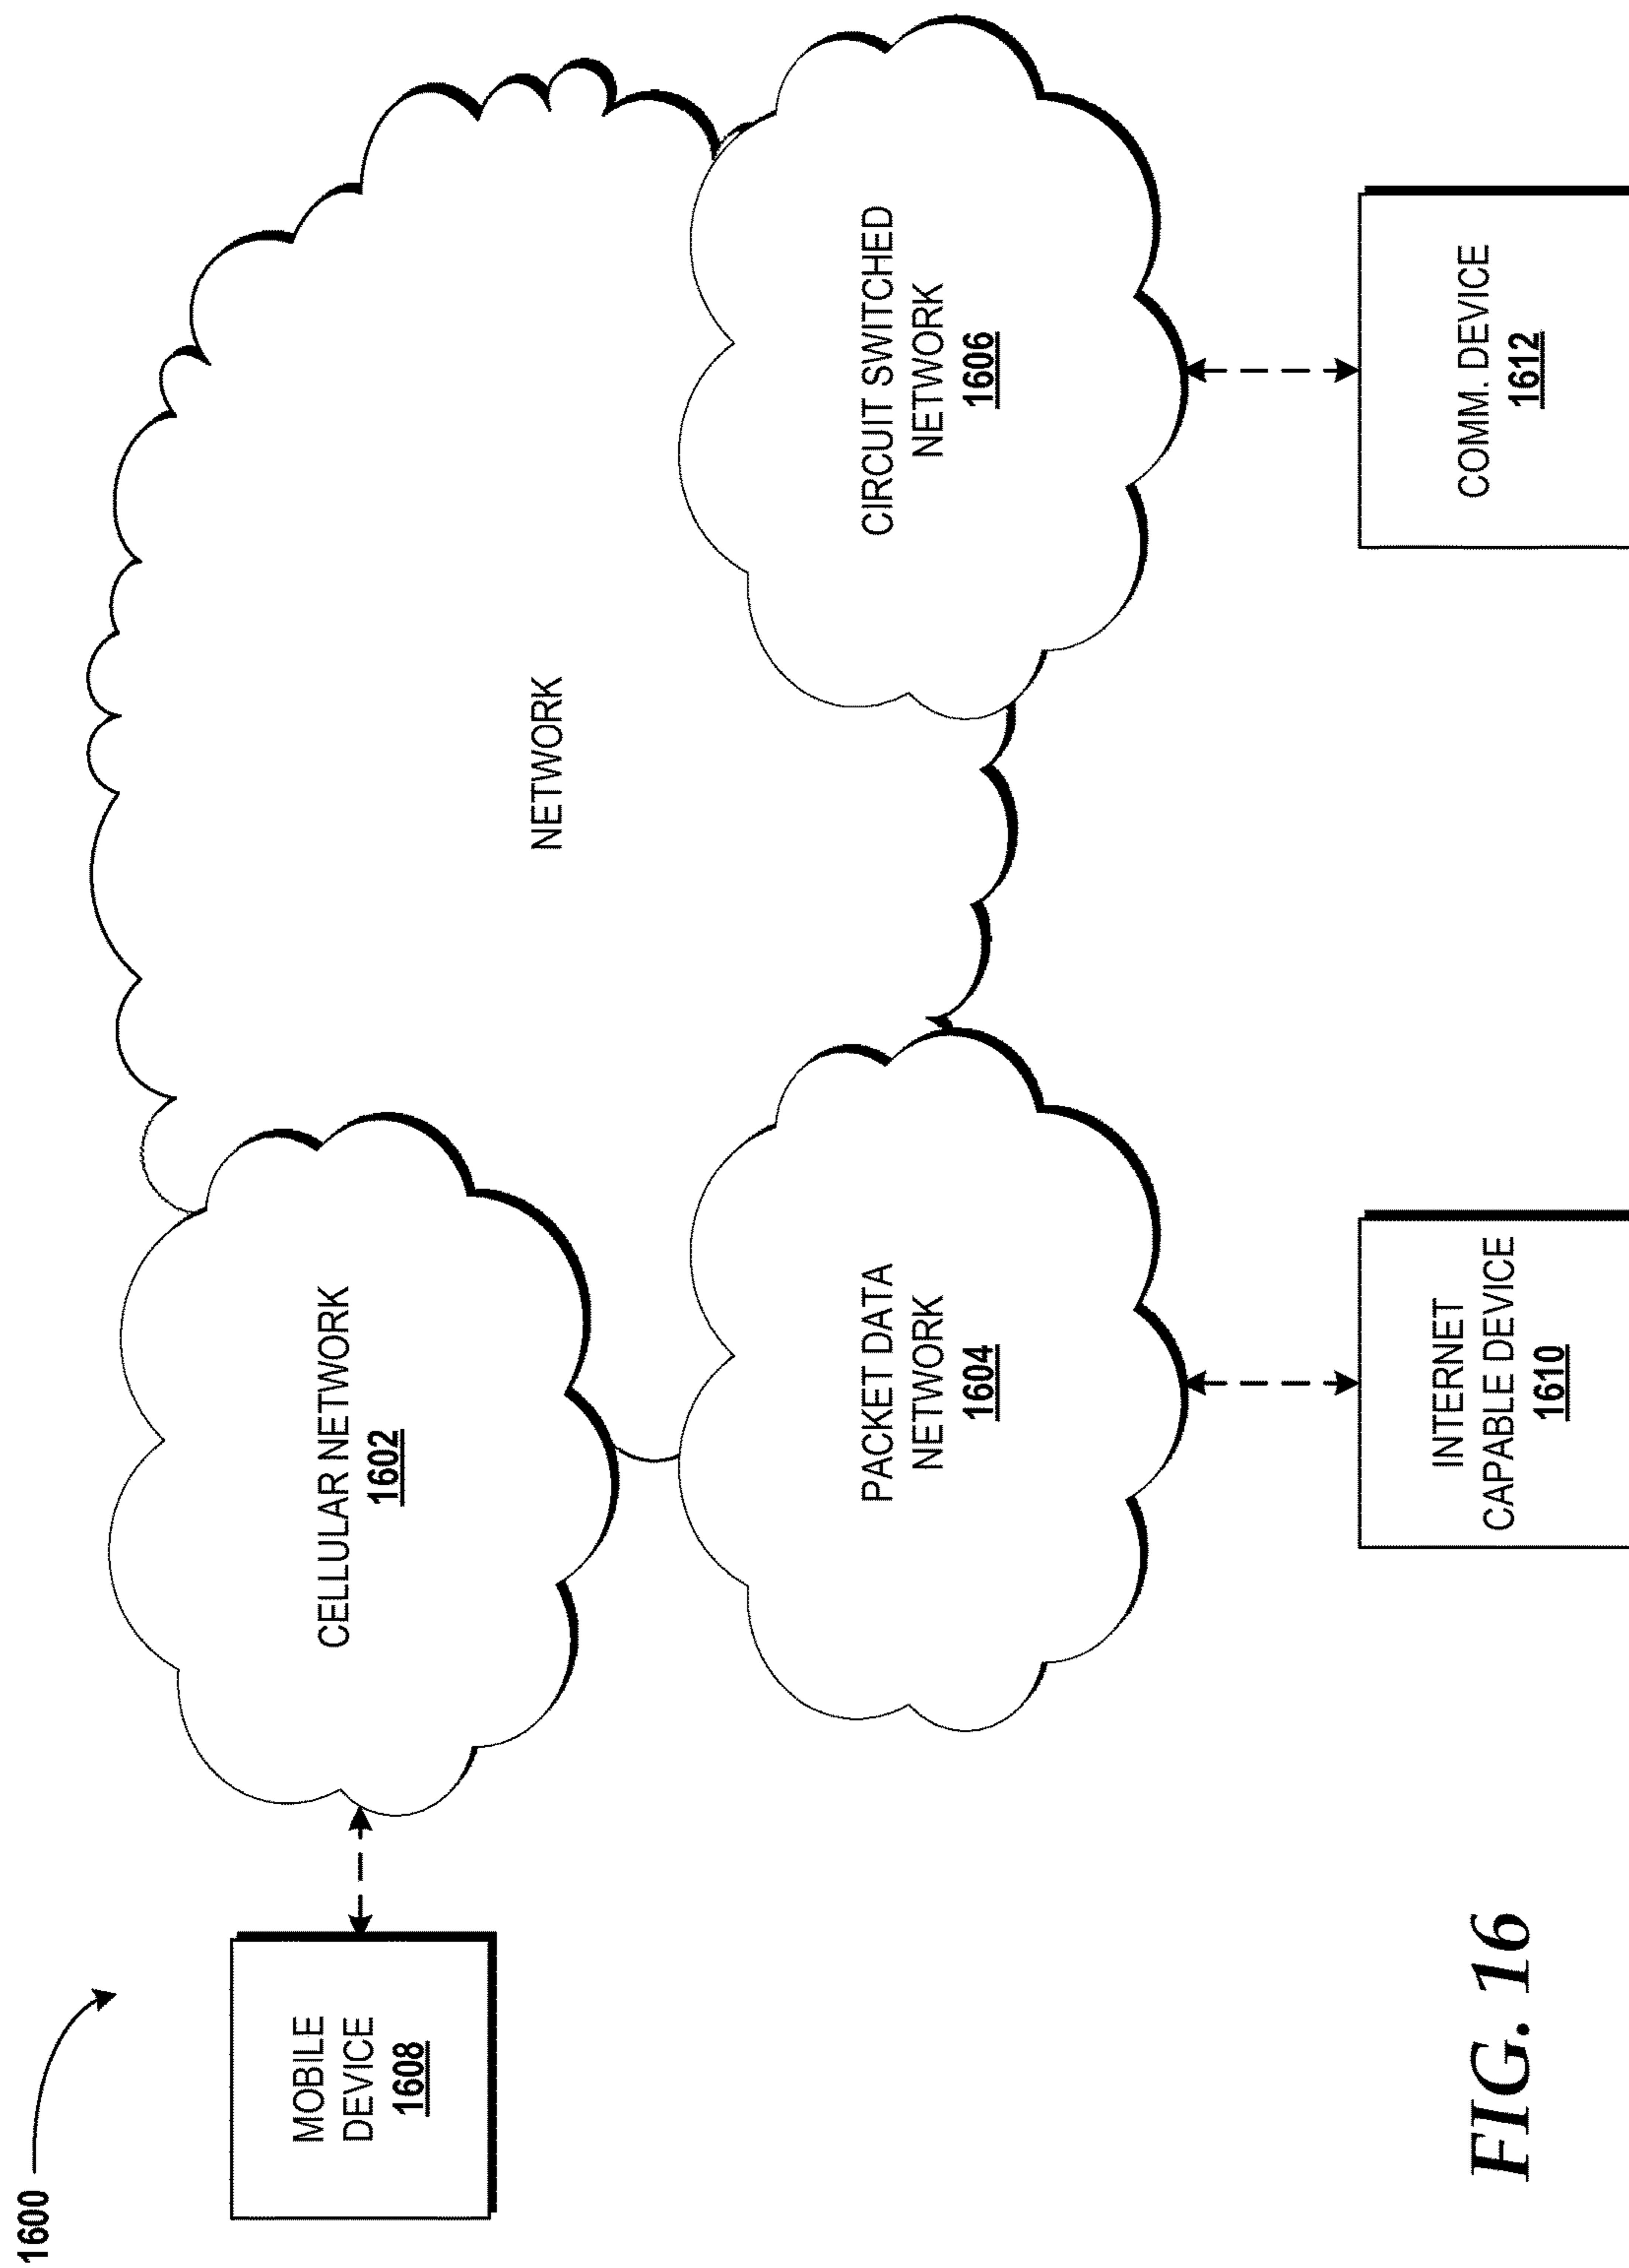 1600
MOBILE
DEVICE
1608
CELLULAR NETWORK
1602
NETWORK
PACKET DATA
NETWORK
1604
CIRCUIT SWITCHED
NETWORK
1606
INTERNET
CAPABLE DEVICE
1610
COMM. DEVICE
1612
FIG. 16